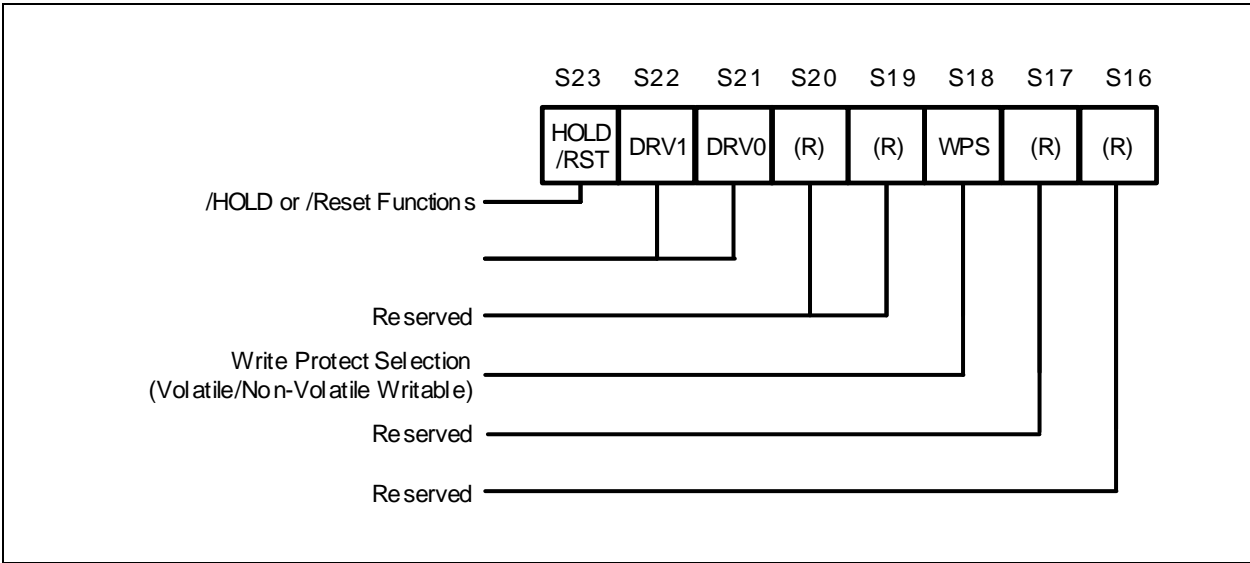 S23 S22 S21 S20 S19 S18 S17 S16
HOLD /RST DRV1 DRV0 (R) (R) WPS (R) (R)
/HOLD or /Reset Functions
Reserved
Write Protect Selection
(Volatile/Non-Volatile Writable)
Reserved
Reserved